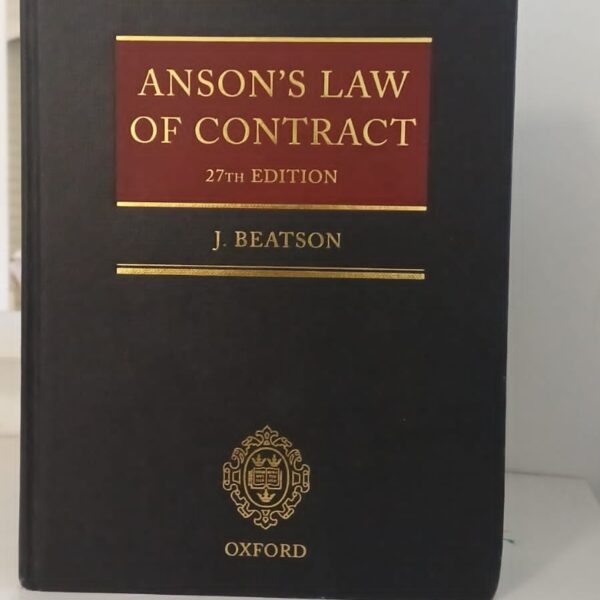 ANSON'S LAW
OF CONTRACT
27TH EDITION
J. BEATSON
OXFORD